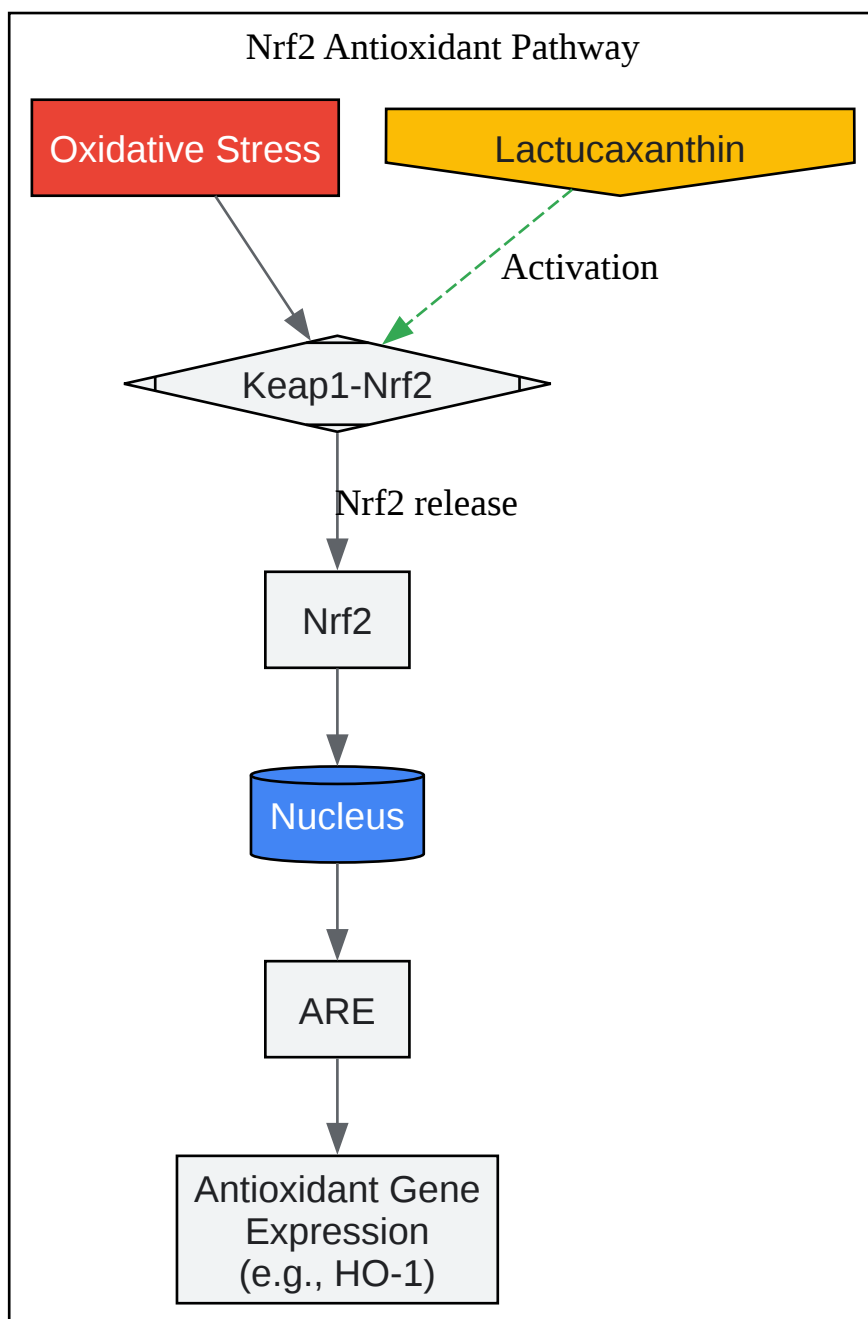 Nrf2 Antioxidant Pathway
Oxidative Stress
Lactucaxanthin
Activation
Keap1-Nrf2
Nrf2 release
Nrf2
Nucleus
ARE
Antioxidant Gene
Expression
(e.g., HO-1)